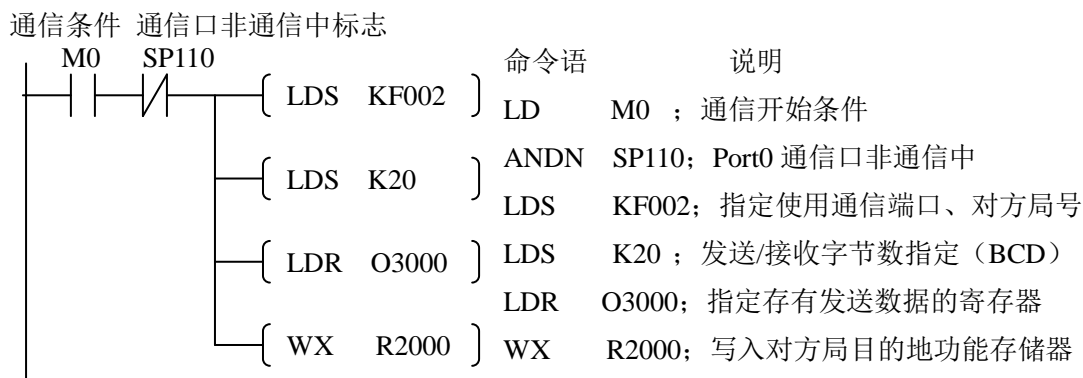 通信条件 通信口非通信中标志
M0 SP110
LDS KF002
LDS K20
LDR O3000
WX R2000
命令语 说明
LD M0 ；通信开始条件
ANDN SP110；Port0 通信口非通信中
LDS KF002；指定使用通信端口、对方局号
LDS K20 ；发送/接收字节数指定（BCD）
LDR O3000；指定存有发送数据的寄存器
WX R2000；写入对方局目的地功能存储器